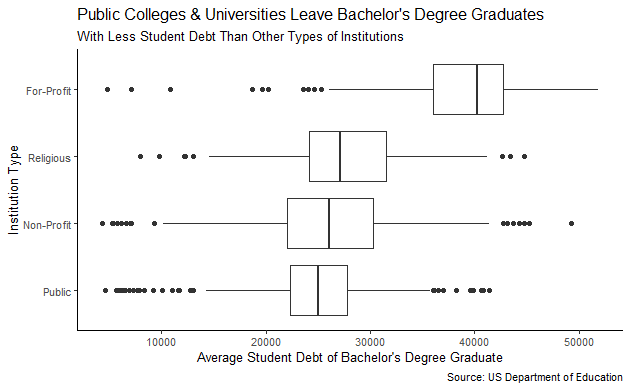 Public Colleges & Universities Leave Bachelor's Degree Graduates
With Less Student Debt Than Other Types of Institutions
Institution Type
For-Profit
Religious
Non-Profit
Public
10000 20000 30000 40000 50000
Average Student Debt of Bachelor's Degree Graduate
Source: US Department of Education